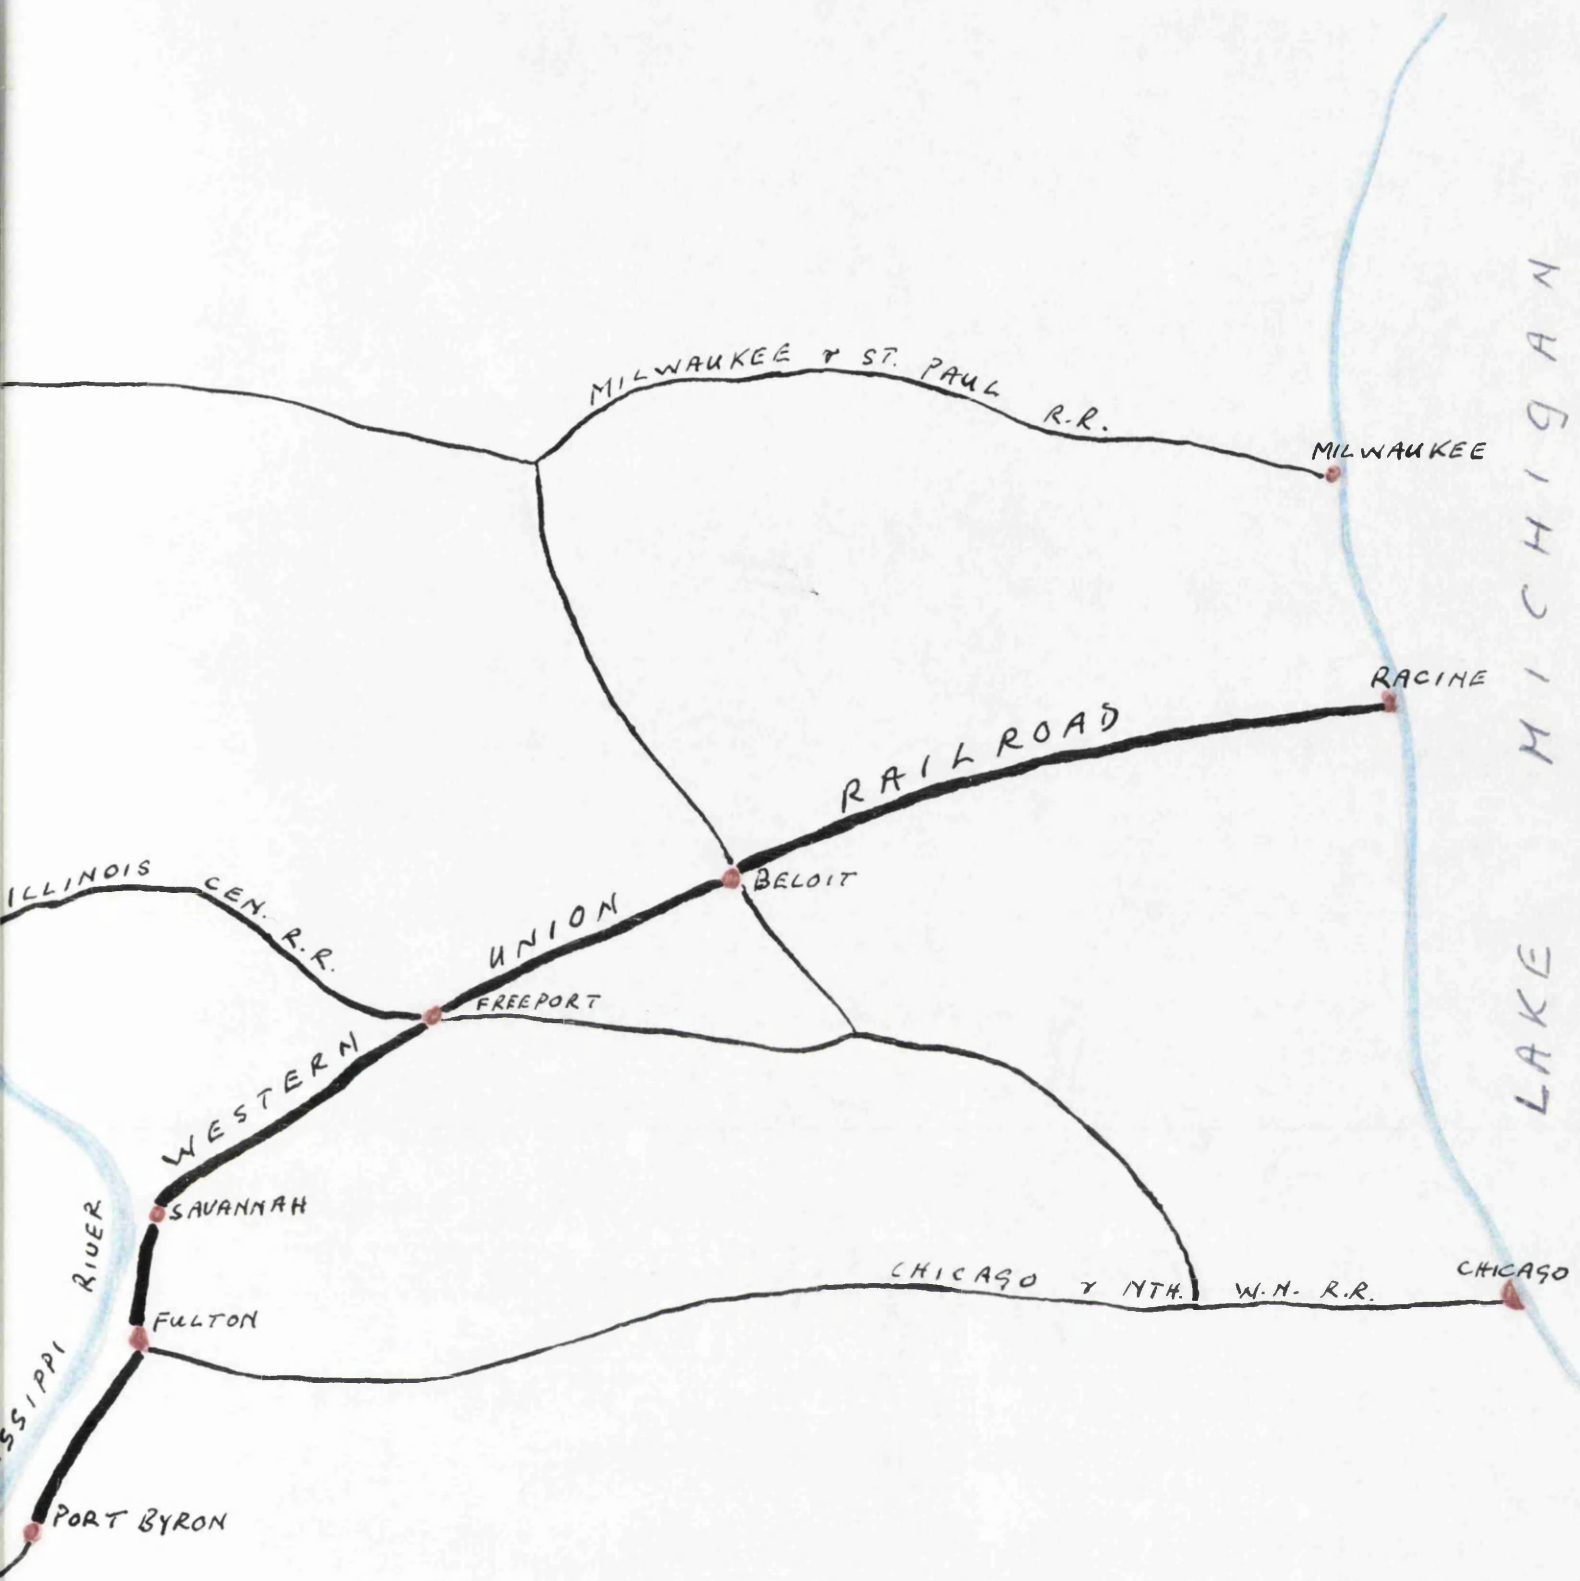 MILWAUKEE & ST. PAUL R.R.
MILWAUKEE
LAKE MICHIGAN
RACINE
WESTERN UNION RAILROAD
BELOIT
ILLINOIS CEN. R.R.
FREEPORT
SAVANNAH
RIVER
SSIPPI
FULTON
CHICAGO & NTH. W.N. R.R.
CHICAGO
PORT BYRON